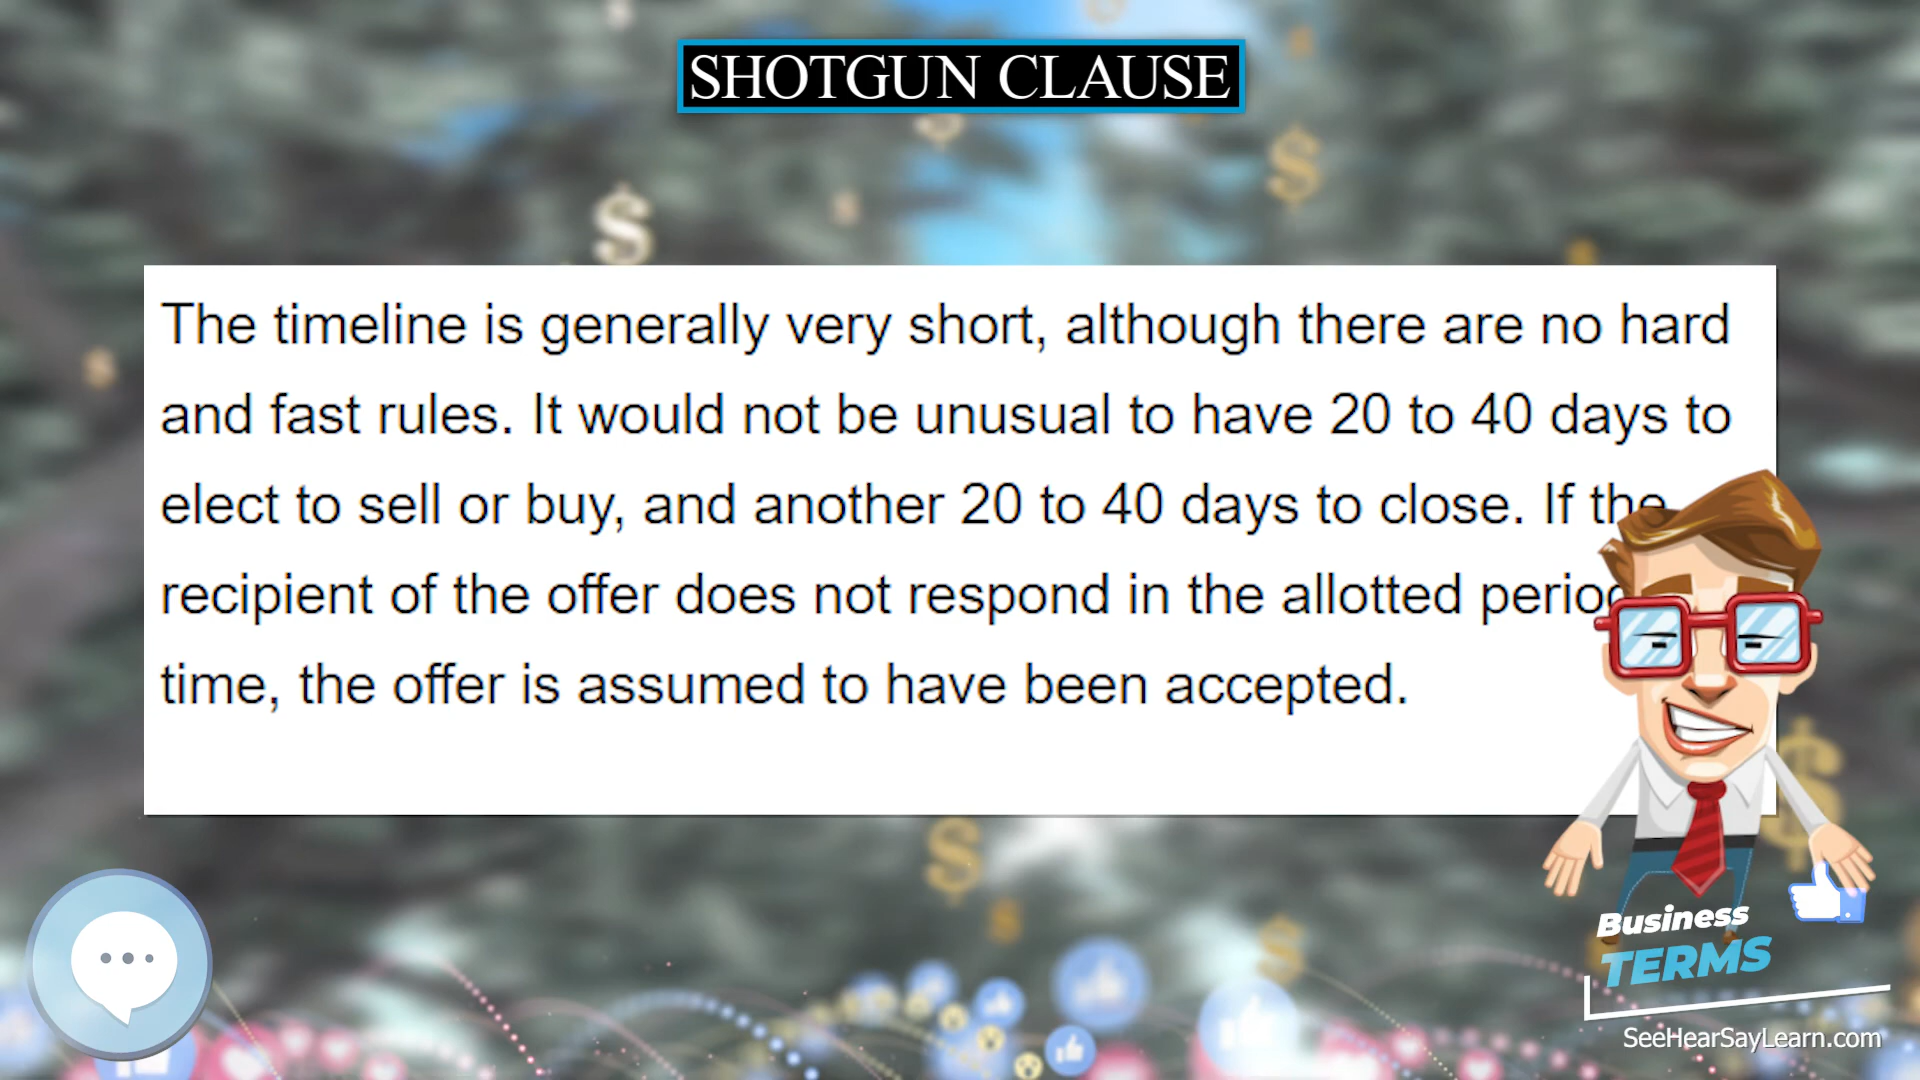 SHOTGUN CLAUSE
The timeline is generally very short, although there are no hard
and fast rules. It would not be unusual to have 20 to 40 days to
elect to sell or buy, and another 20 to 40 days to close. If the
recipient of the offer does not respond in the allotted period
time, the offer is assumed to have been accepted.
Business
TERMS
SeeHearSayLearn.com